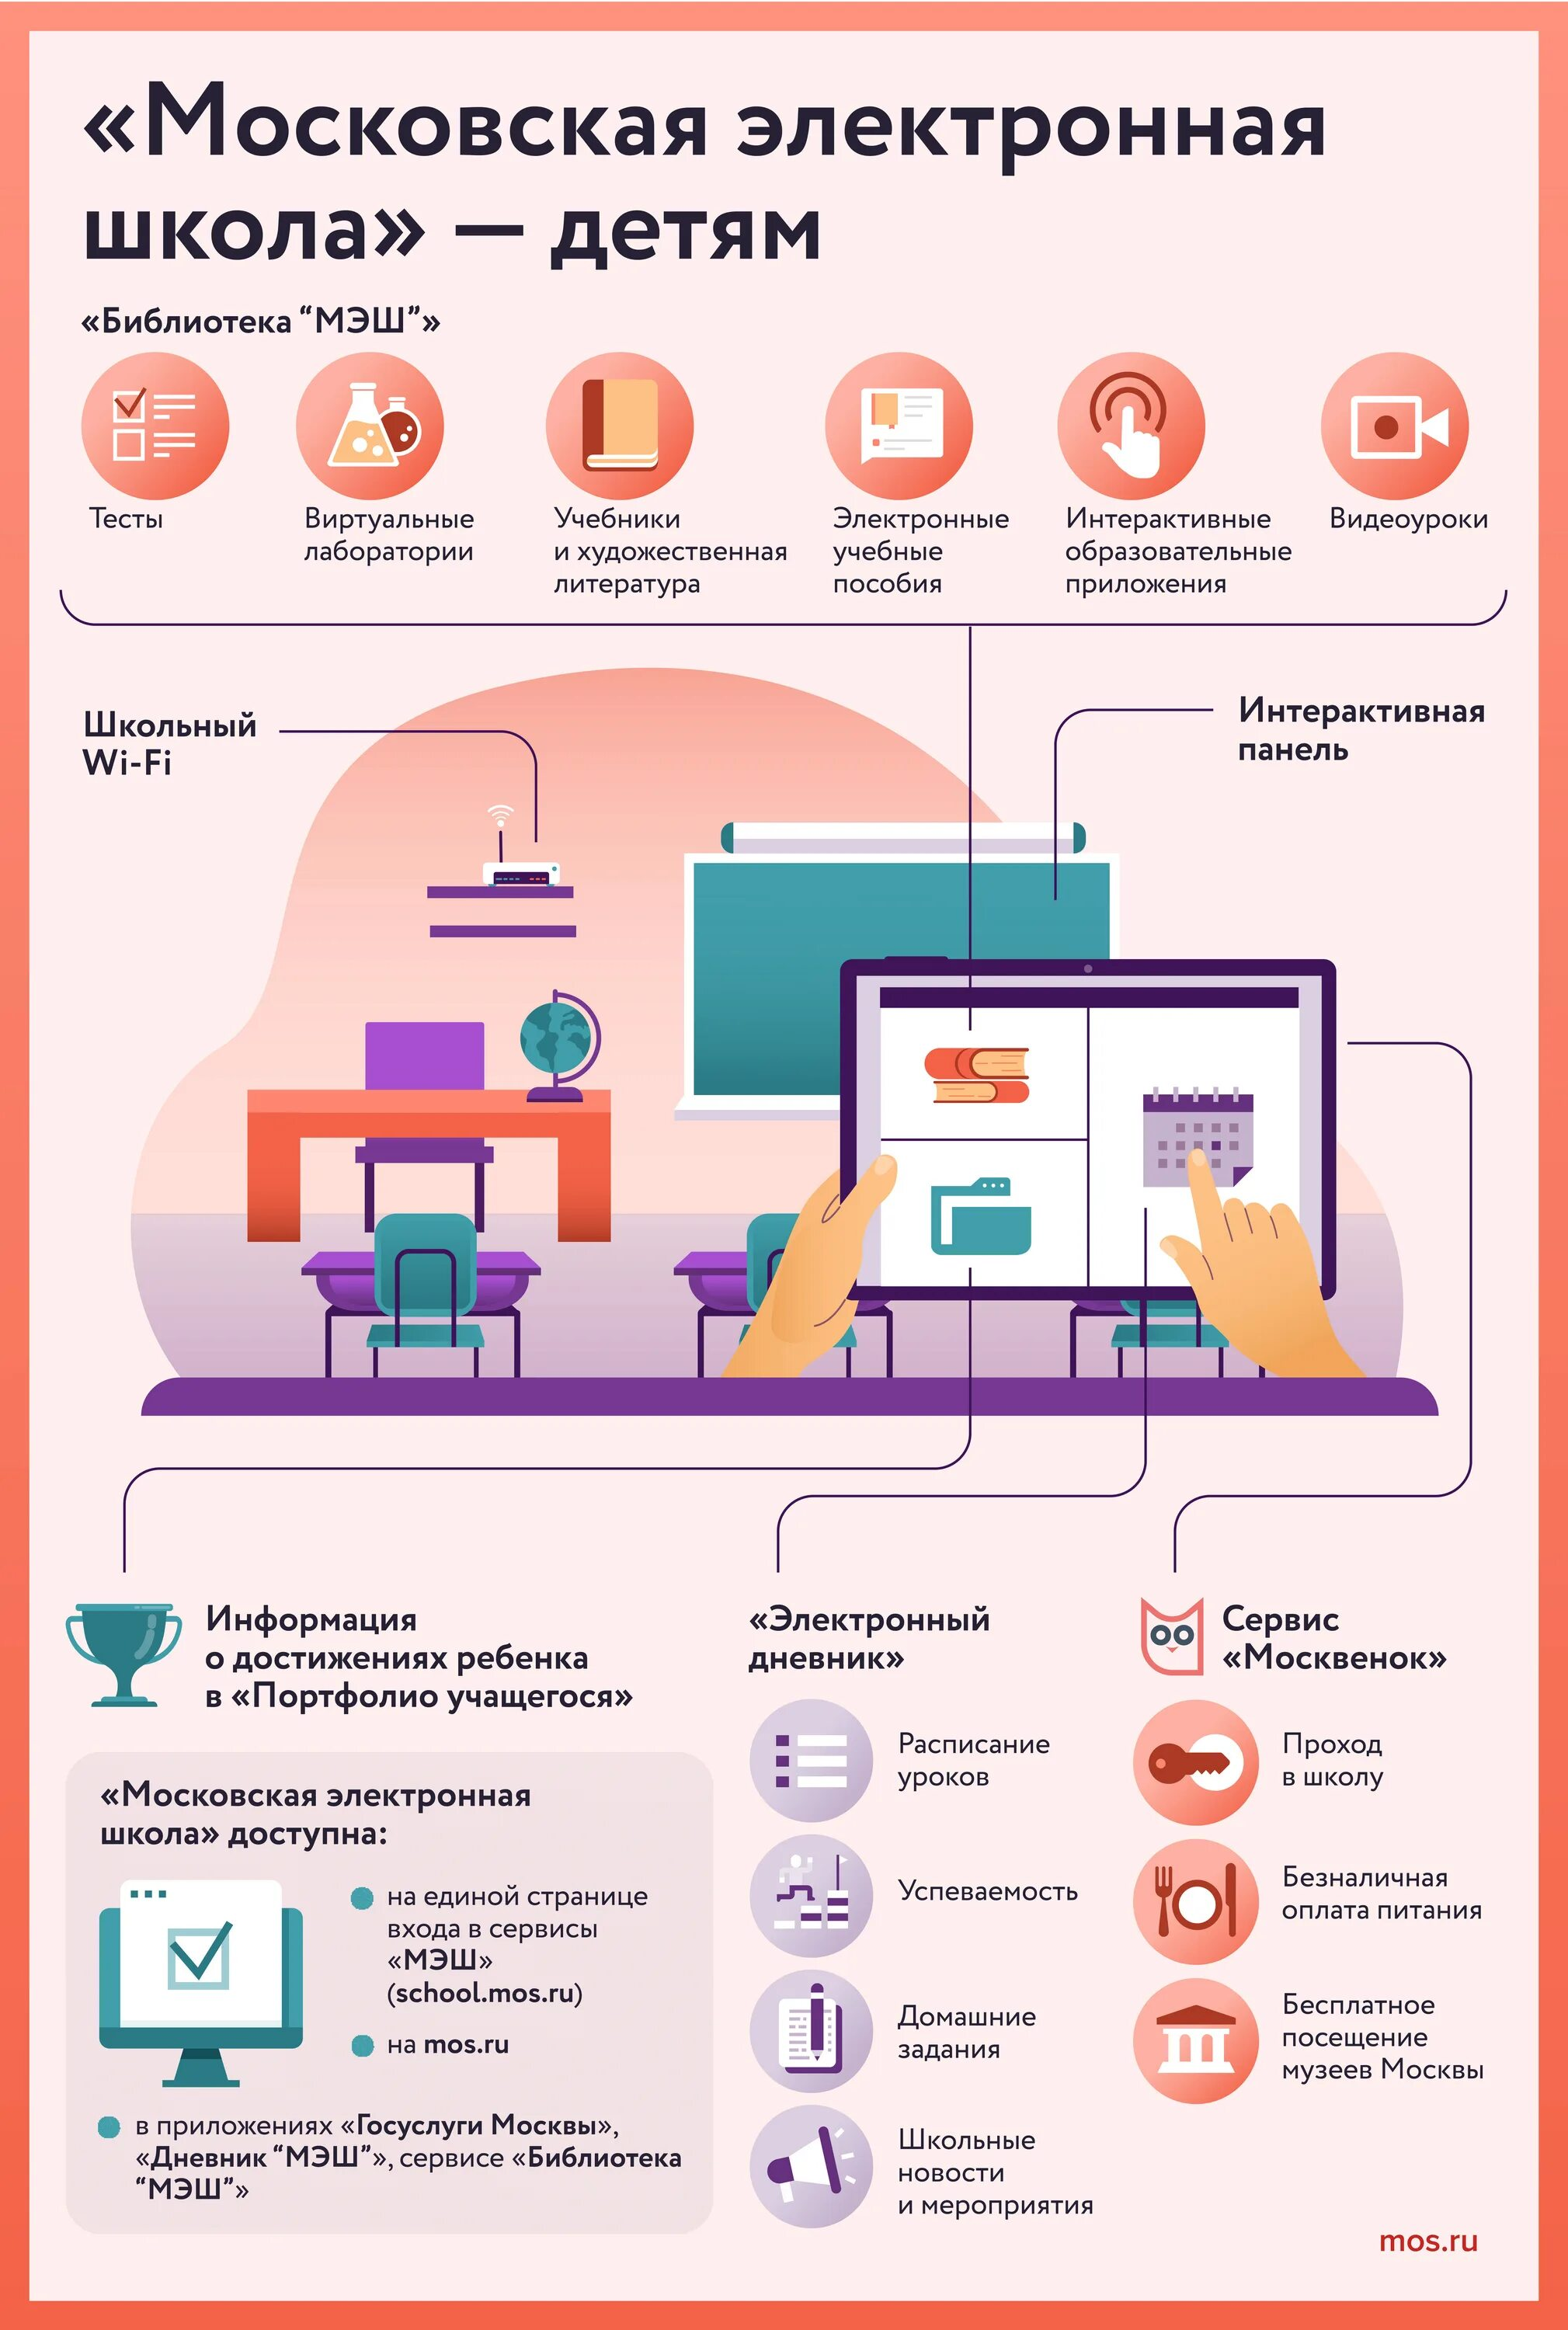 «Московская электронная
школа» — детям
«Библиотека “МЭШ”»
Тесты
Виртуальные
лаборатории
Учебники
и художественная
литература
Электронные
учебные
пособия
Интерактивные
образовательные
приложения
Видеоуроки
Школьный
Wi-Fi
Интерактивная
панель
Информация
о достижениях ребенка
в «Портфолио учащегося»
«Московская электронная
школа» доступна:
на единой странице
входа в сервисы
«МЭШ»
(school.mos.ru)
на mos.ru
в приложениях «Госуслуги Москвы»,
«Дневник “МЭШ”», сервисе «Библиотека
“МЭШ”»
«Электронный
дневник»
Расписание
уроков
Успеваемость
Домашние
задания
Школьные
новости
и мероприятия
Сервис
«Москвенок»
Проход
в школу
Безналичная
оплата питания
Бесплатное
посещение
музеев Москвы
mos.ru